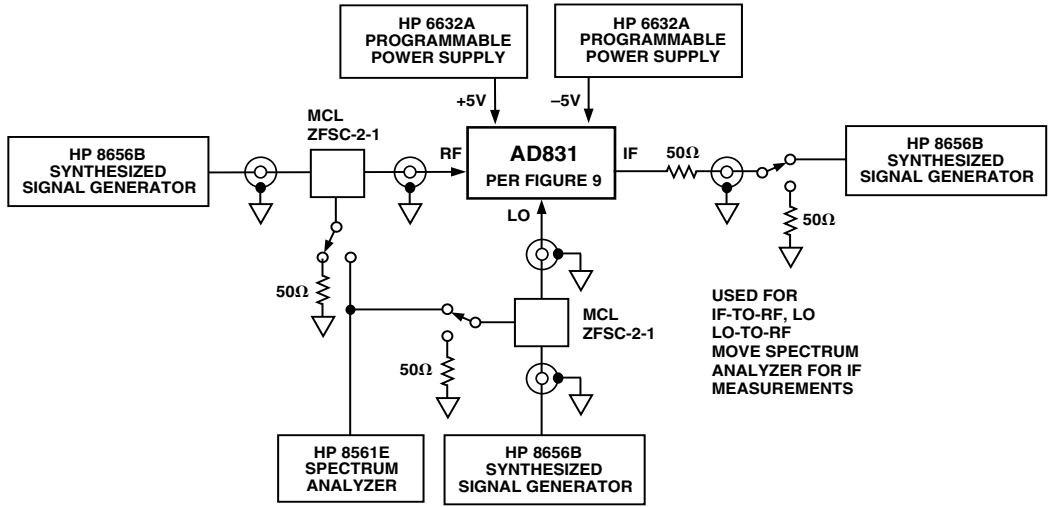 HP 6632A
PROGRAMMABLE
POWER SUPPLY
HP 6632A
PROGRAMMABLE
POWER SUPPLY
+5V
–5V
MCL
ZFSC-2-1
HP 8656B
SYNTHESIZED
SIGNAL GENERATOR
RF
AD831
PER FIGURE 9
IF
LO
50Ω
HP 8656B
SYNTHESIZED
SIGNAL GENERATOR
50Ω
50Ω
MCL
ZFSC-2-1
50Ω
USED FOR
IF-TO-RF, LO
LO-TO-RF
MOVE SPECTRUM
ANALYZER FOR IF
MEASUREMENTS
HP 8561E
SPECTRUM
ANALYZER
HP 8656B
SYNTHESIZED
SIGNAL GENERATOR